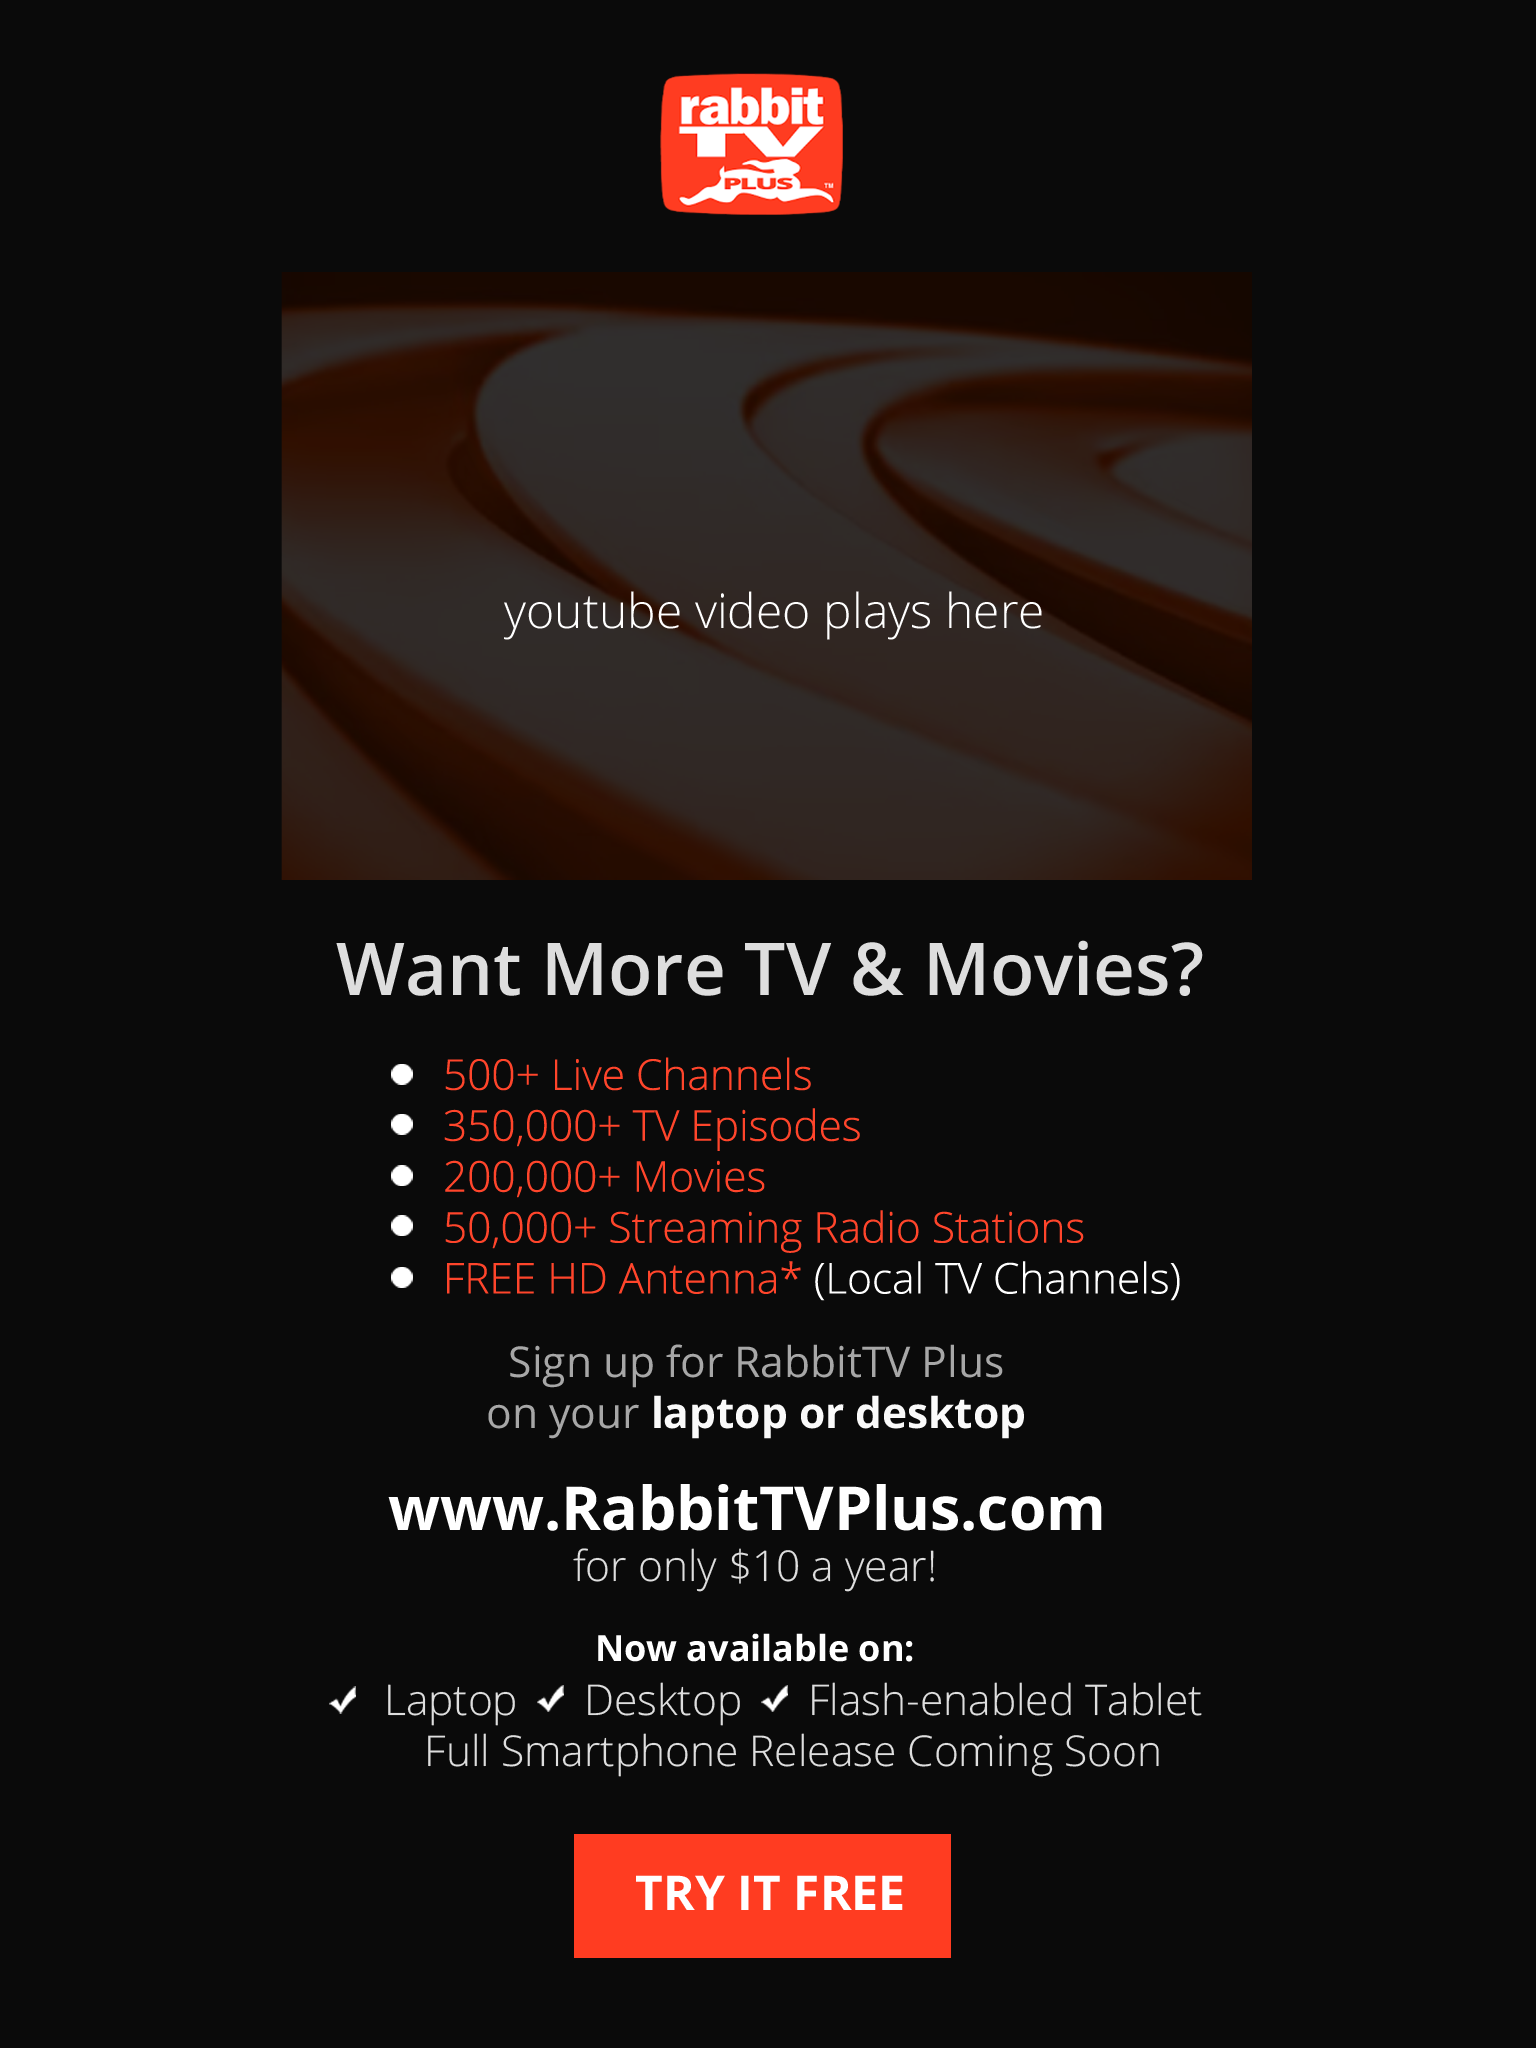 rabbit
TV
PLUS ™
youtube video plays here
Want More TV & Movies?
500+ Live Channels
350,000+ TV Episodes
200,000+ Movies
50,000+ Streaming Radio Stations
FREE HD Antenna* (Local TV Channels)
Sign up for RabbitTV Plus
on your laptop or desktop
www.RabbitTVPlus.com
for only $10 a year!
Now available on:
✓ Laptop ✓ Desktop ✓ Flash-enabled Tablet
Full Smartphone Release Coming Soon
TRY IT FREE